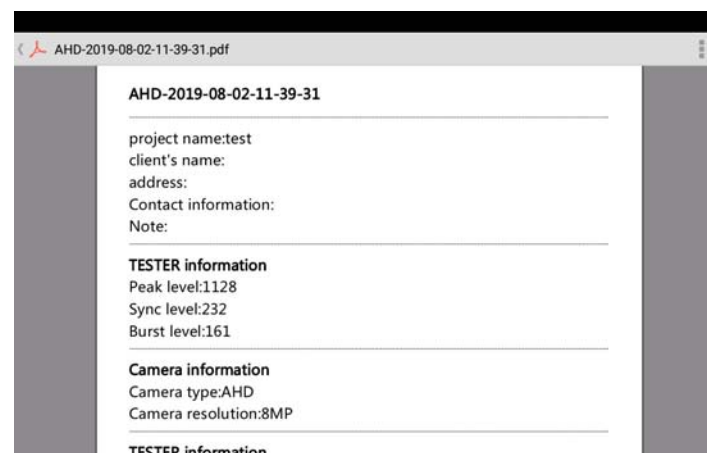 AHD-2019-08-02-11-39-31.pdf
AHD-2019-08-02-11-39-31
project name:test
client's name:
address:
Contact information:
Note:
TESTER information
Peak level:1128
Sync level:232
Burst level:161
Camera information
Camera type:AHD
Camera resolution:8MP
TESTER information